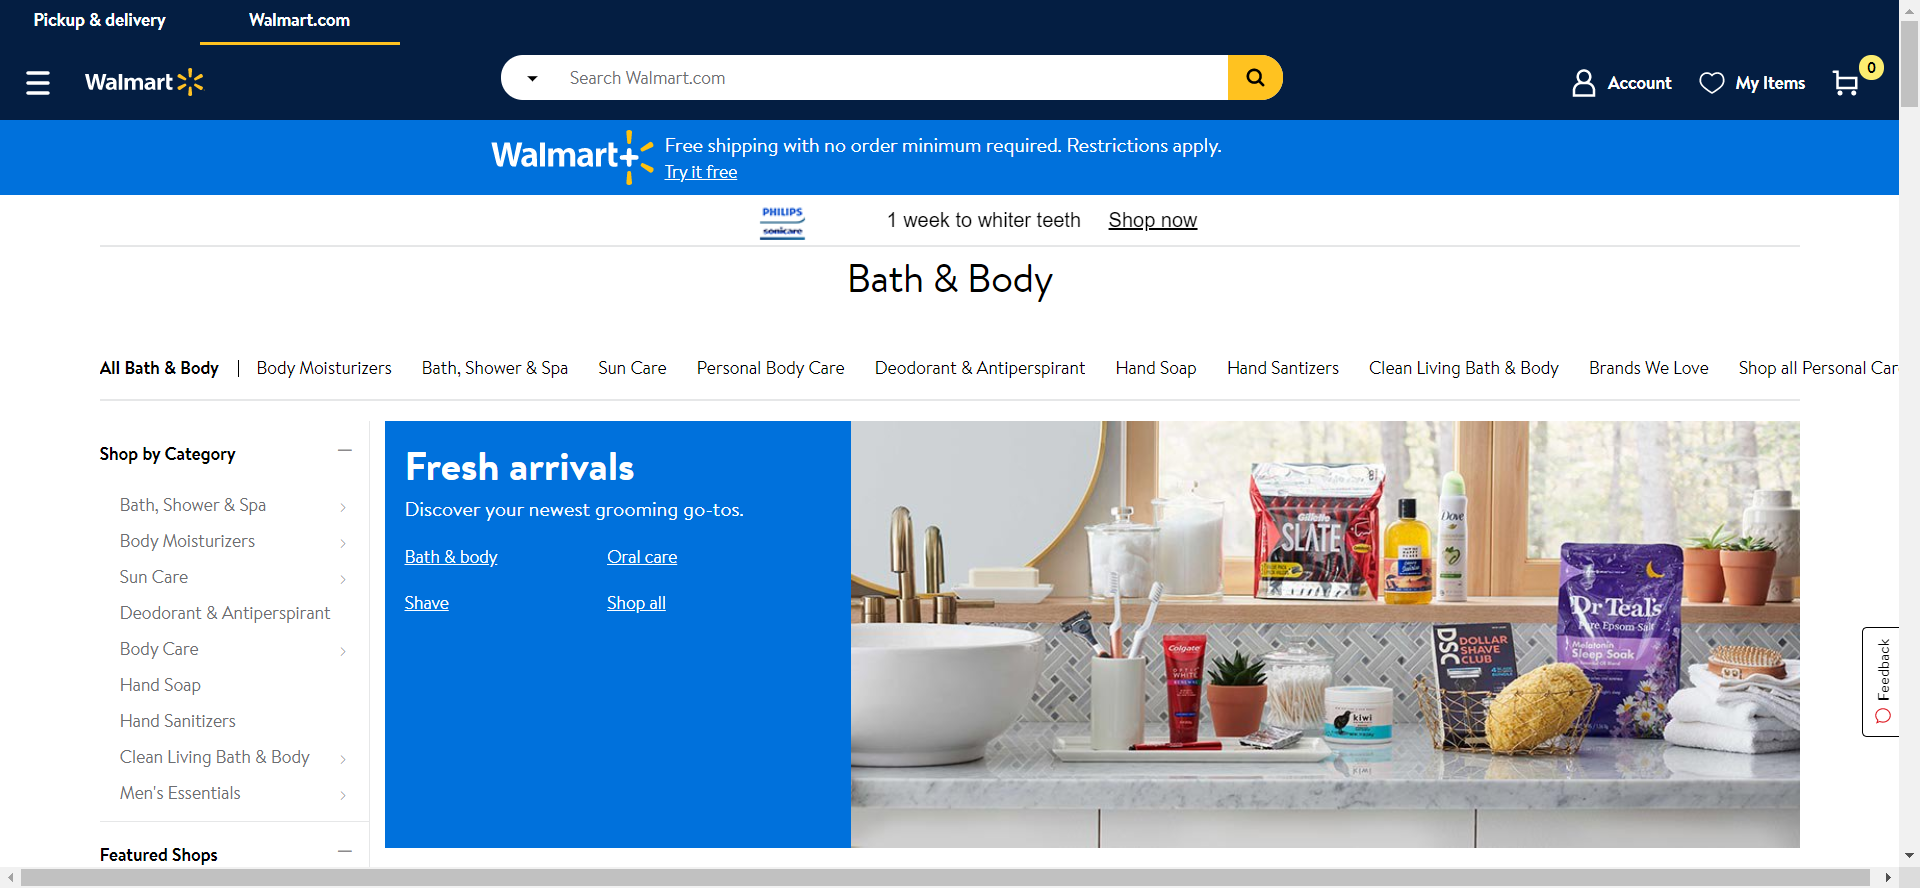 Pickup & delivery
Walmart.com
Walmart
Search Walmart.com
Account
My Items
0
Walmart+
Free shipping with no order minimum required. Restrictions apply.
Try it free
PHILIPS
sonicare
1 week to whiter teeth
Shop now
Bath & Body
All Bath & Body
Body Moisturizers
Bath, Shower & Spa
Sun Care
Personal Body Care
Deodorant & Antiperspirant
Hand Soap
Hand Sanitizers
Clean Living Bath & Body
Brands We Love
Shop all Personal Car
Shop by Category
Bath, Shower & Spa
Body Moisturizers
Sun Care
Deodorant & Antiperspirant
Body Care
Hand Soap
Hand Sanitizers
Clean Living Bath & Body
Men's Essentials
Featured Shops
Fresh arrivals
Discover your newest grooming go-tos.
Bath & body
Oral care
Shave
Shop all
Gillette
SLATE
Dove
Dr Teal's
Pure Epsom Salt
Melatonin
Sleep Soak
DSC
DOLLAR
SHAVE
CLUB
Colgate
OPTIC
WHITE
kiwi
Feedback